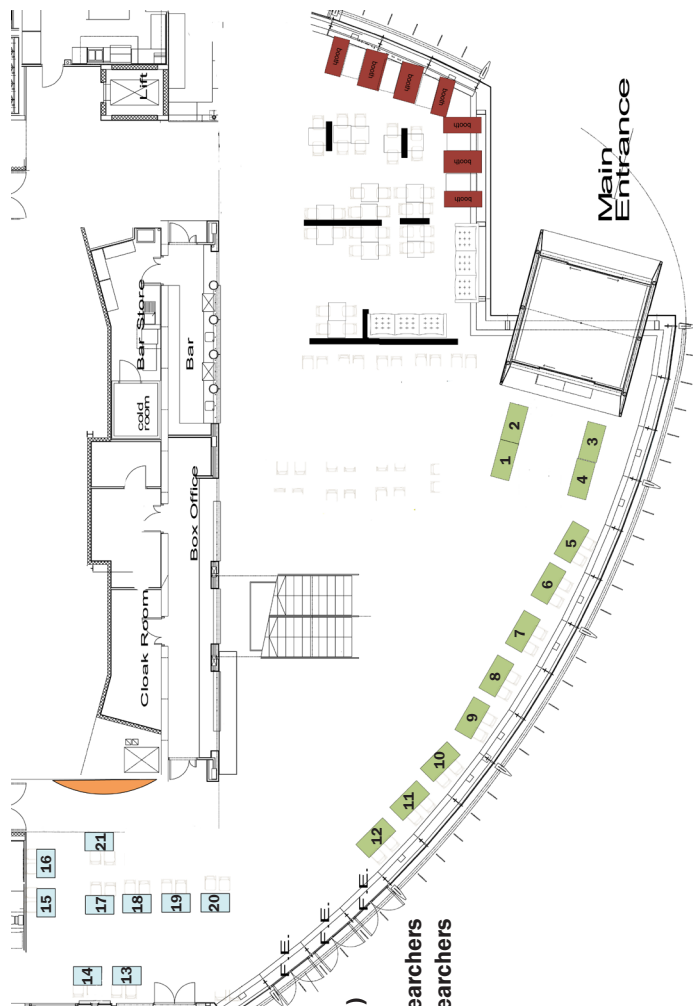 Lift
booth
booth
booth
booth
booth
booth
booth
Main
Entrance
Bar Store
Bar
cold
room
Box Office
Cloak Room
1
2
3
4
5
6
7
8
9
10
11
12
21
16
15
17
18
19
20
14
13
F.E.
F.E.
F.E.
)
earchers
earchers